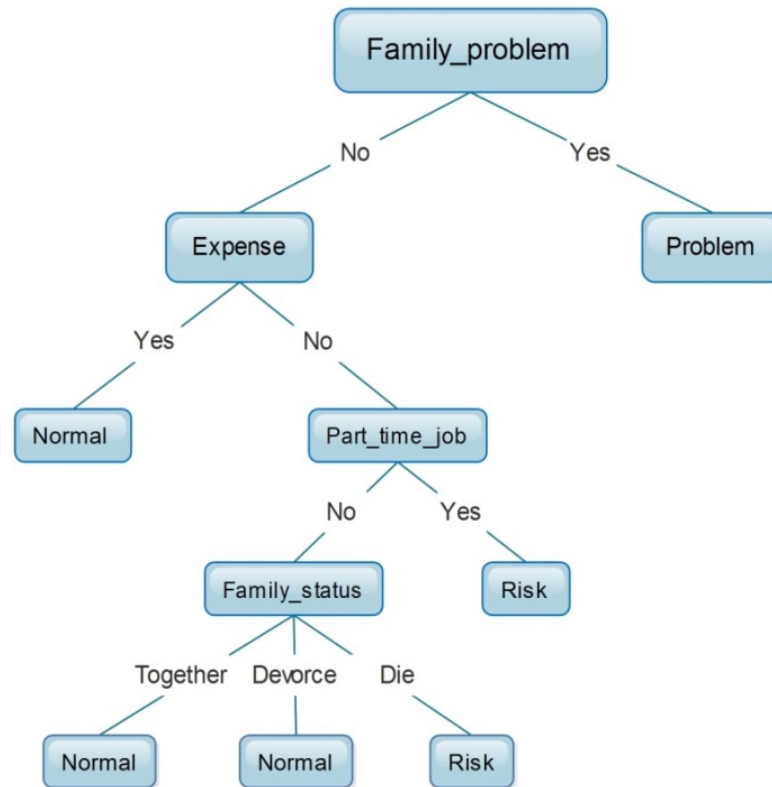 Family_problem
No
Yes
Expense
Problem
Yes
No
Normal
Part_time_job
No
Yes
Family_status
Risk
Together
Devorce
Die
Normal
Normal
Risk